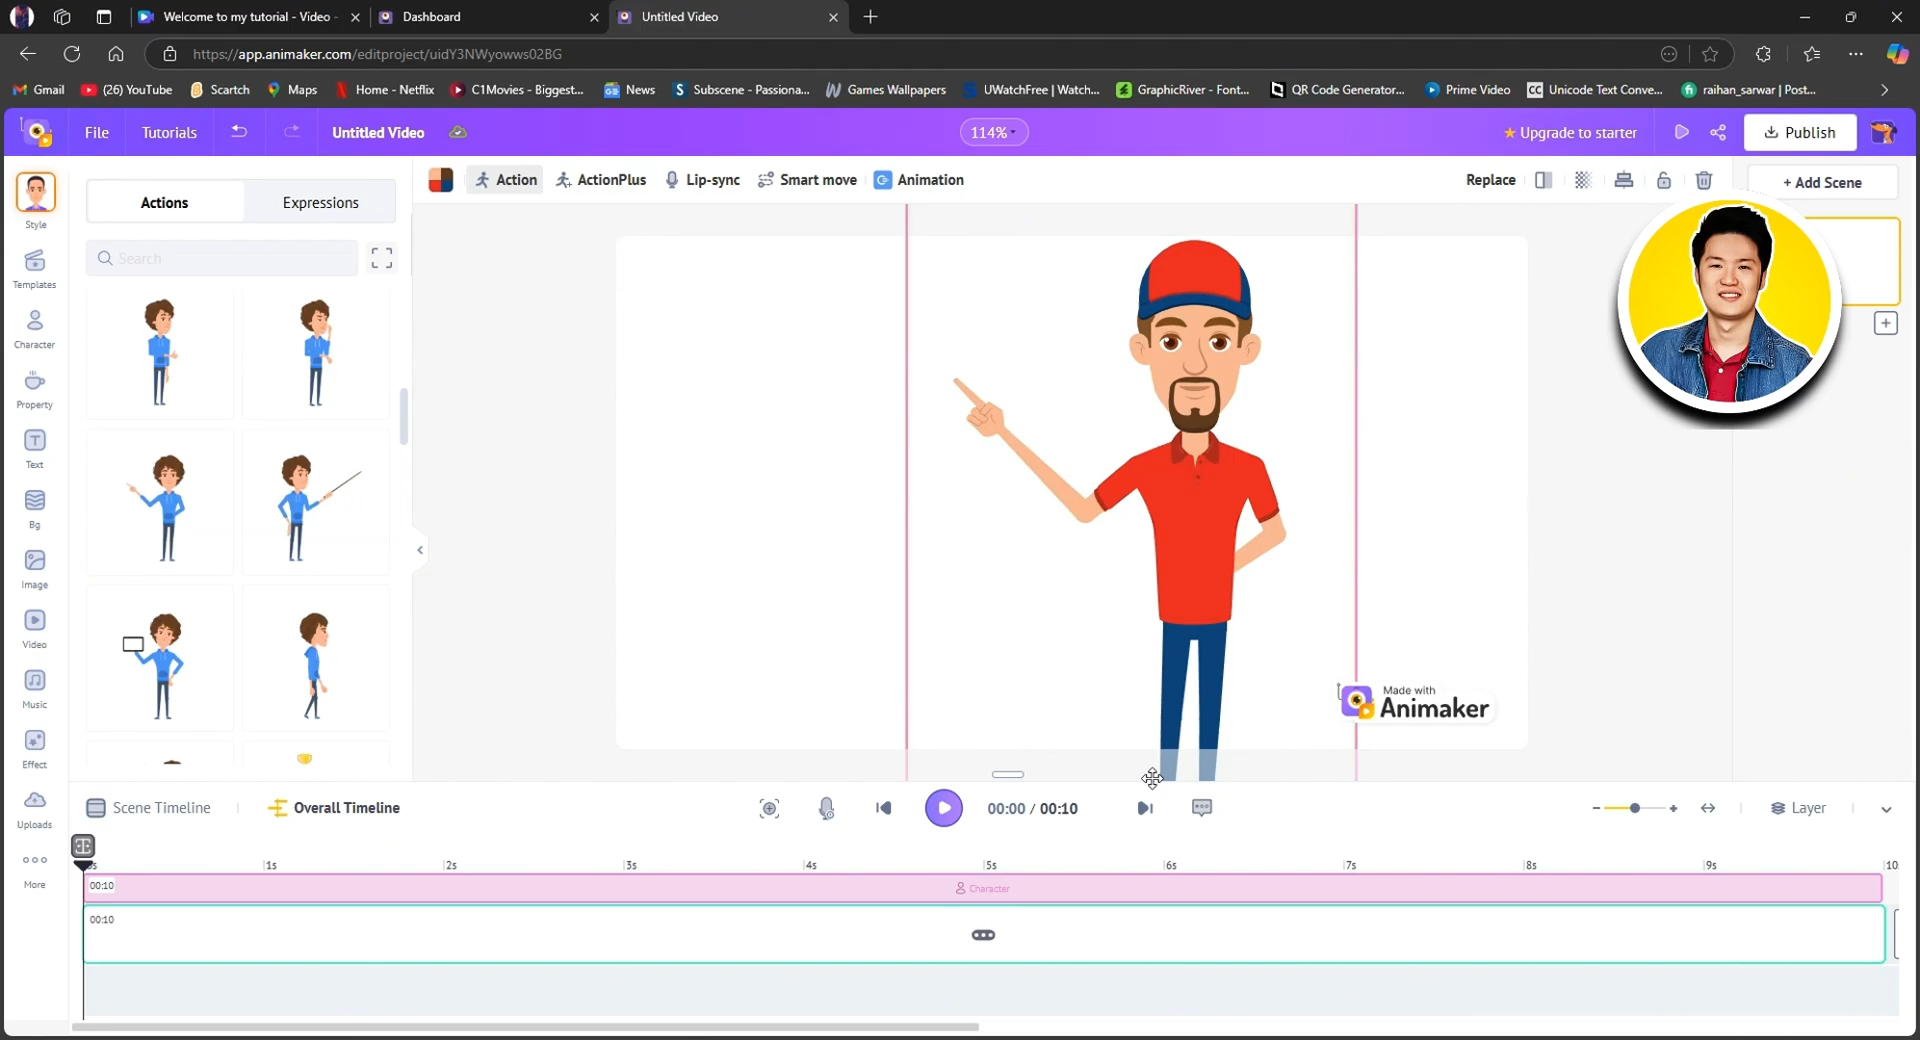 Welcome to my tutorial - Video -
Dashboard
Untitled Video
https://app.animaker.com/editproject/uidY3NWyowws02BG
Gmail
(26) YouTube
Scartch
Maps
Home - Netflix
C1Movies - Biggest...
News
Subscene - Passiona...
Games Wallpapers
UWatchFree | Watch...
GraphicRiver - Font...
QR Code Generator...
Prime Video
Unicode Text Conve...
raihan_sarwar | Post...
File
Tutorials
Untitled Video
114%
Upgrade to starter
Publish
Action
ActionPlus
Lip-sync
Smart move
Animation
Replace
+ Add Scene
Style
Templates
Character
Property
Text
Bg
Image
Video
Music
Effect
Uploads
More
Actions
Expressions
Search
Made with
Animaker
Scene Timeline
Overall Timeline
00:00 / 00:10
Layer
1s
2s
3s
4s
5s
6s
7s
8s
9s
10
00:10
Character
00:10